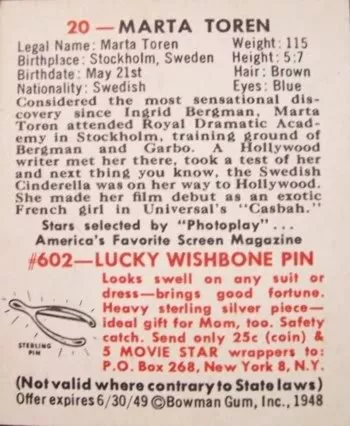 20 — MARTA TOREN
Legal Name: Marta Toren Weight: 115
Birthplace: Stockholm, Sweden Height: 5:7
Birthdate: May 21st Hair: Brown
Nationality: Swedish Eyes: Blue
Considered the most sensational dis-
covery since Ingrid Bergman, Marta
Toren attended Royal Dramatic Acad-
emy in Stockholm, training ground of
Bergman and Garbo. A Hollywood
writer met her there, took a test of her
and next thing you know, the Swedish
Cinderella was on her way to Hollywood.
She made her film debut as an exotic
French girl in Universal's "Casbah."
Stars selected by "Photoplay" ...
America's Favorite Screen Magazine
#602—LUCKY WISHBONE PIN
Looks swell on any suit or
dress—brings good fortune.
Heavy sterling silver piece—
ideal gift for Mom, too. Safety
catch. Send only 25c (coin) &
5 MOVIE STAR wrappers to:
P.O. Box 268, New York 8, N.Y.
STERLING
PIN
(Not valid where contrary to State laws)
Offer expires 6/30/49 ©Bowman Gum, Inc., 1948